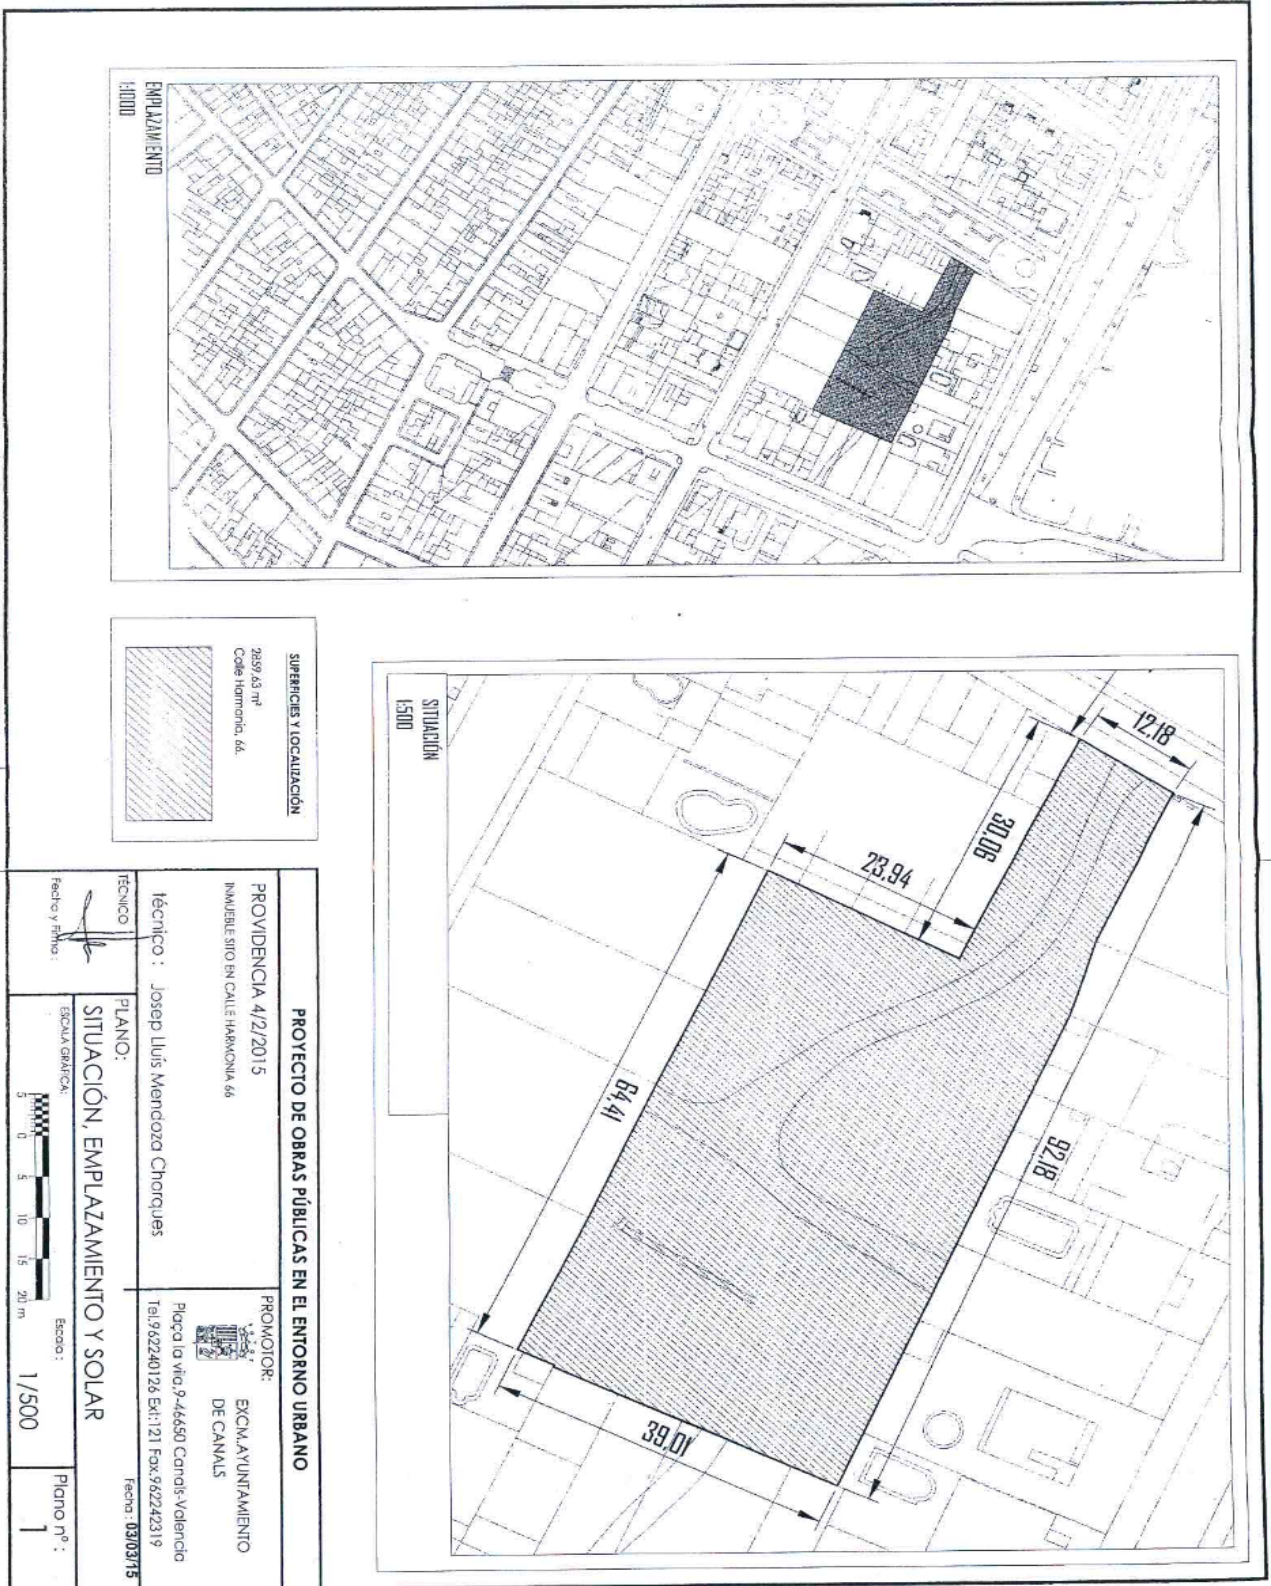 EMPLAZAMIENTO
1:1000
SITUACIÓN
1:500
12,18
30,06
23,94
64,41
92,18
39,01
SUPERFICIES Y LOCALIZACIÓN
2859,63 m²
Calle Harmonia, 66.
PROYECTO DE OBRAS PÚBLICAS EN EL ENTORNO URBANO
PROVIDENCIA 4/2/2015
INMUEBLE SITO EN CALLE HARMONIA 66
técnico : Josep Lluís Mendoza Charques
PROMOTOR:
EXCM.AYUNTAMIENTO
DE CANALS
Plaça la vila,9-46650 Canals-Valencia
Tel.962240126 Ext:121 Fax.962242319
TÉCNICO
Fecha y Firma :
PLANO:
Fecha : 03/03/15
SITUACIÓN, EMPLAZAMIENTO Y SOLAR
ESCALA GRÁFICA:
5 0 5 10 15 20 m
Escala :
1/500
Plano nº :
1